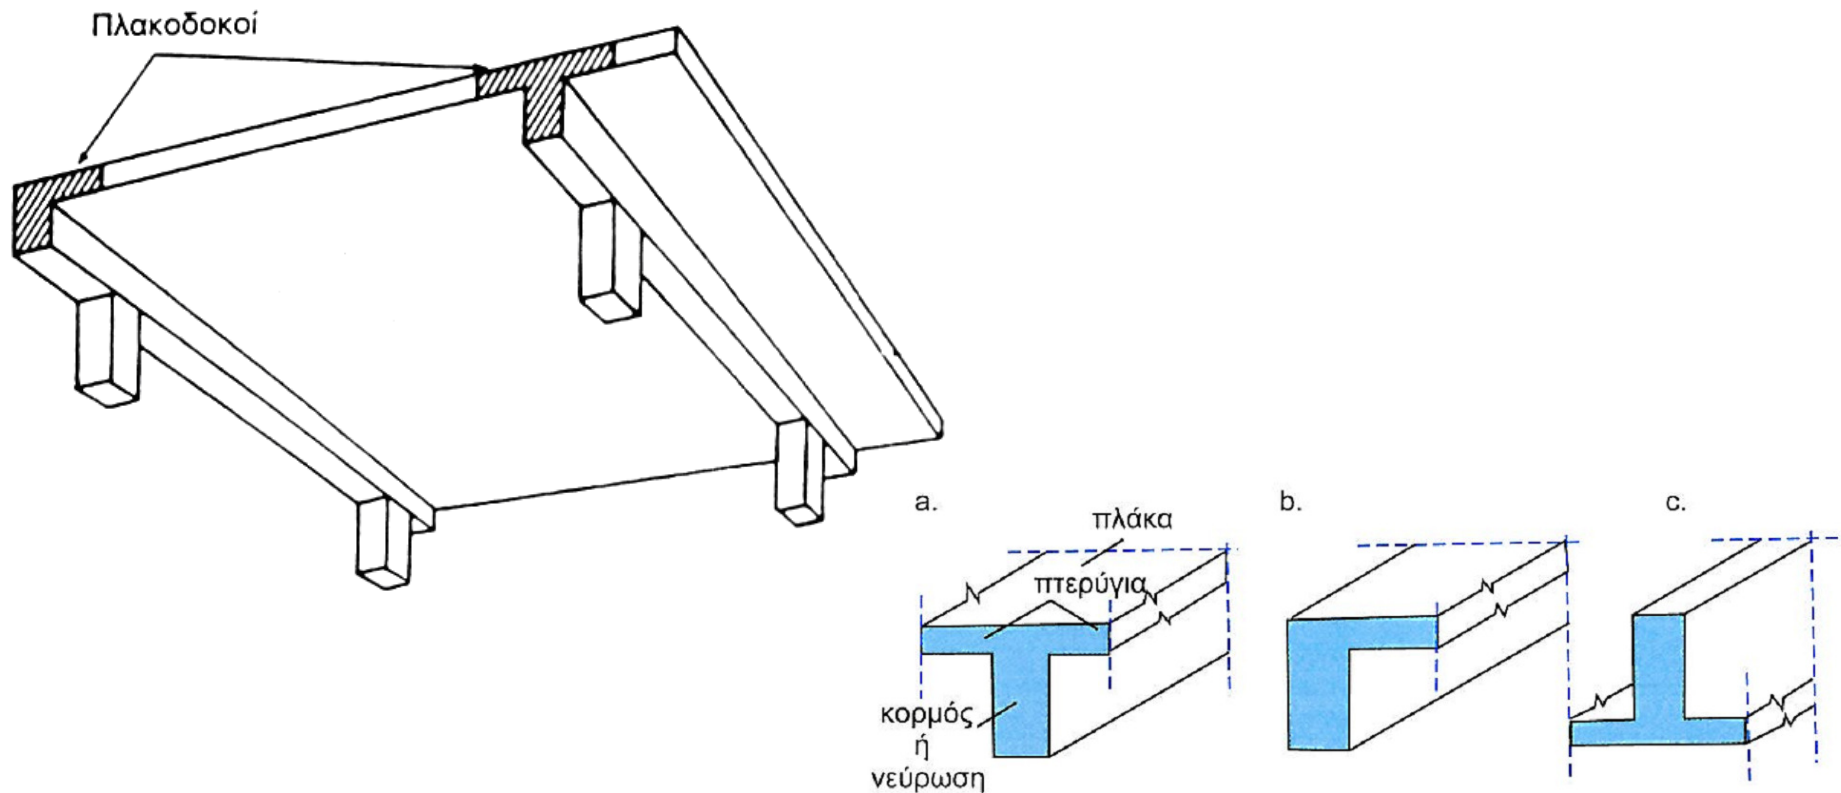 Πλακοδοκοί
a.
πλάκα
πτερύγια
κορμός
ή
νεύρωση
b.
c.